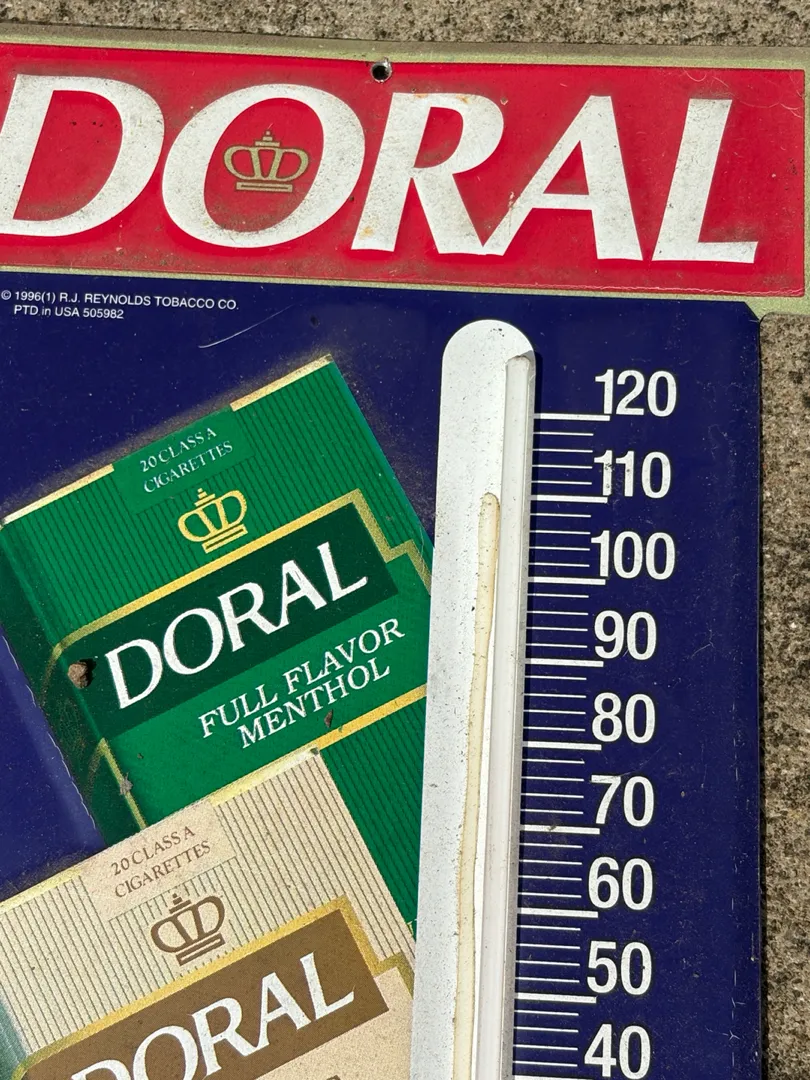 DORAL
© 1996(1) R.J. REYNOLDS TOBACCO CO.
PTD in USA 505982
20 CLASS A
CIGARETTES
DORAL
FULL FLAVOR
MENTHOL
20 CLASS A
CIGARETTES
DORAL
120
110
100
90
80
70
60
50
40